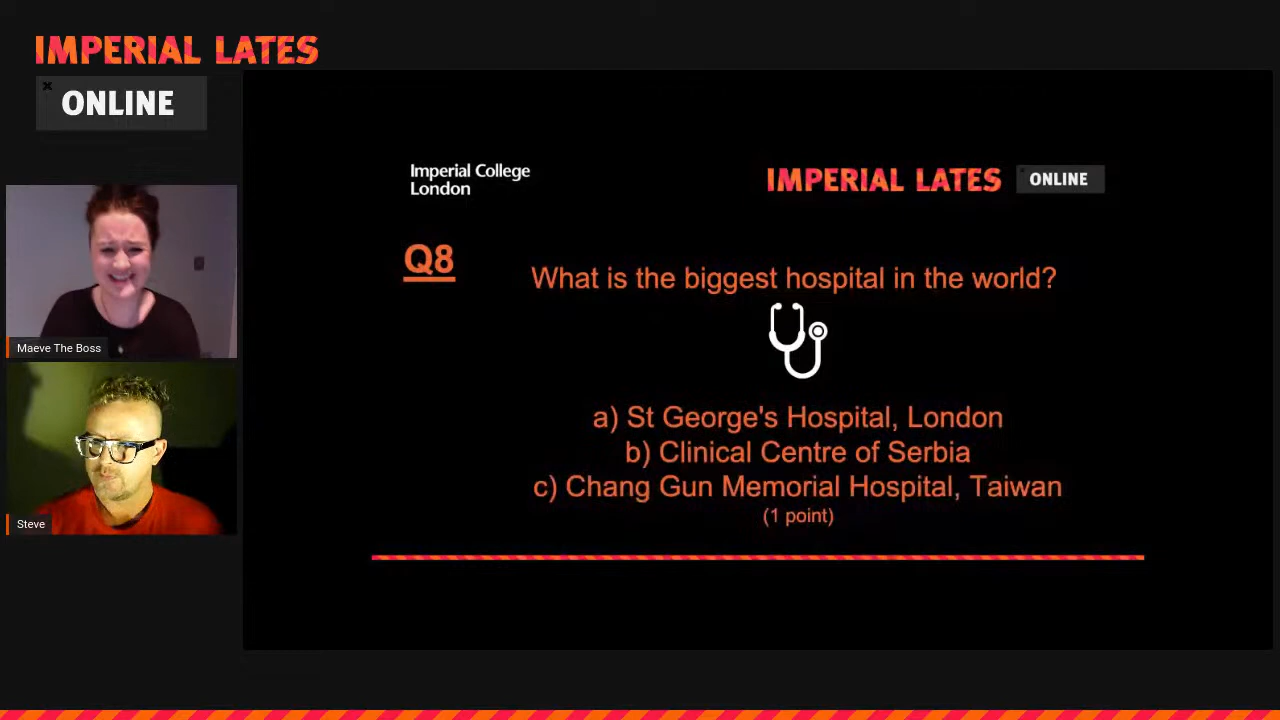 IMPERIAL LATES
ONLINE
Imperial College
London
IMPERIAL LATES ONLINE
Q8
What is the biggest hospital in the world?
a) St George's Hospital, London
b) Clinical Centre of Serbia
c) Chang Gun Memorial Hospital, Taiwan
(1 point)
Maeve The Boss
Steve